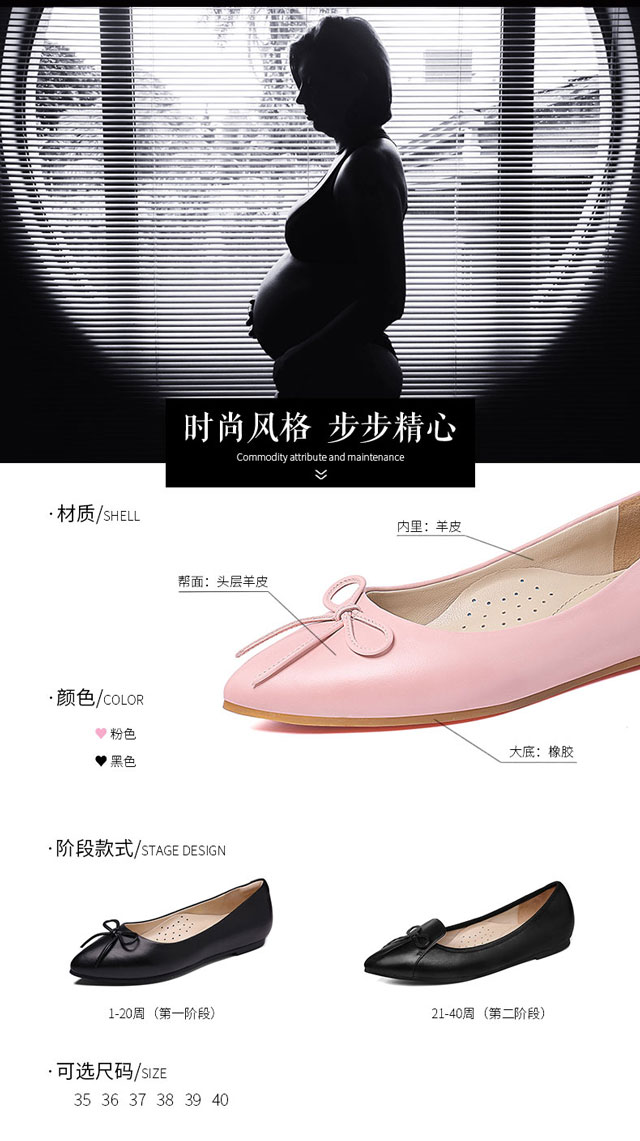 时尚风格 步步精心
Commodity attribute and maintenance
·材质/SHELL
内里：羊皮
帮面：头层羊皮
·颜色/COLOR
粉色
黑色
大底：橡胶
·阶段款式/STAGE DESIGN
1-20周（第一阶段）
21-40周（第二阶段）
·可选尺码/SIZE
35 36 37 38 39 40